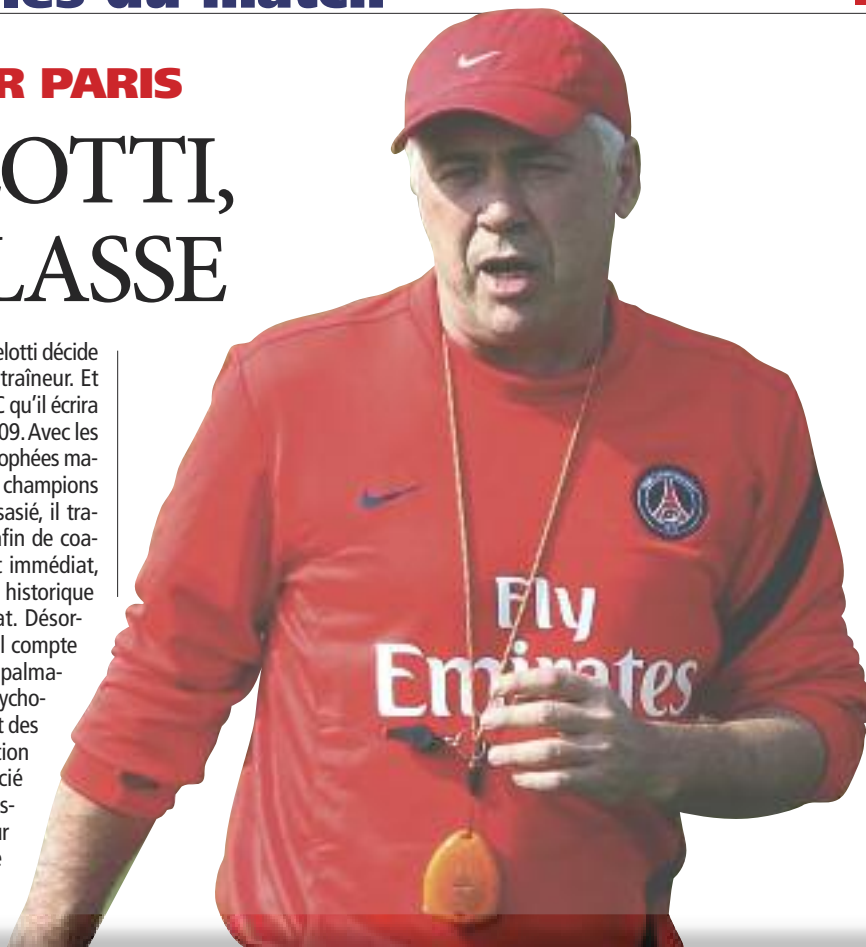 R PARIS
OTTI,
LASSE
elotti décide
traîneur. Et
C qu'il écrira
09. Avec les
ophées ma-
champions
sasié, il tra-
afin de coa-
t immédiat,
historique
at. Désor-
l compte
palma-
ycho-
t des
tion
cié
s-
ur
e
Fly
Emirates